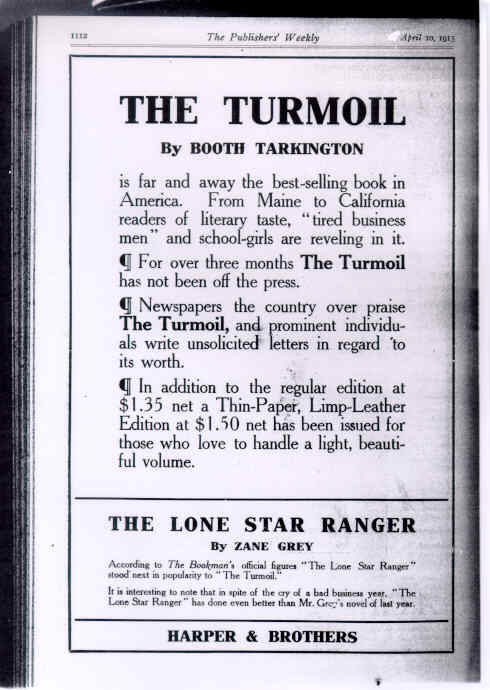 1112 The Publishers' Weekly April 10, 1915
THE TURMOIL
By BOOTH TARKINGTON
is far and away the best-selling book in
America. From Maine to California
readers of literary taste, "tired business
men" and school-girls are reveling in it.
¶ For over three months The Turmoil
has not been off the press.
¶ Newspapers the country over praise
The Turmoil, and prominent individu-
als write unsolicited letters in regard to
its worth.
¶ In addition to the regular edition at
$1.35 net a Thin-Paper, Limp-Leather
Edition at $1.50 net has been issued for
those who love to handle a light, beauti-
ful volume.
THE LONE STAR RANGER
By ZANE GREY
According to The Bookman's official figures "The Lone Star Ranger"
stood next in popularity to "The Turmoil."
It is interesting to note that in spite of the cry of a bad business year, "The
Lone Star Ranger" has done even better than Mr. Grey's novel of last year.
HARPER & BROTHERS